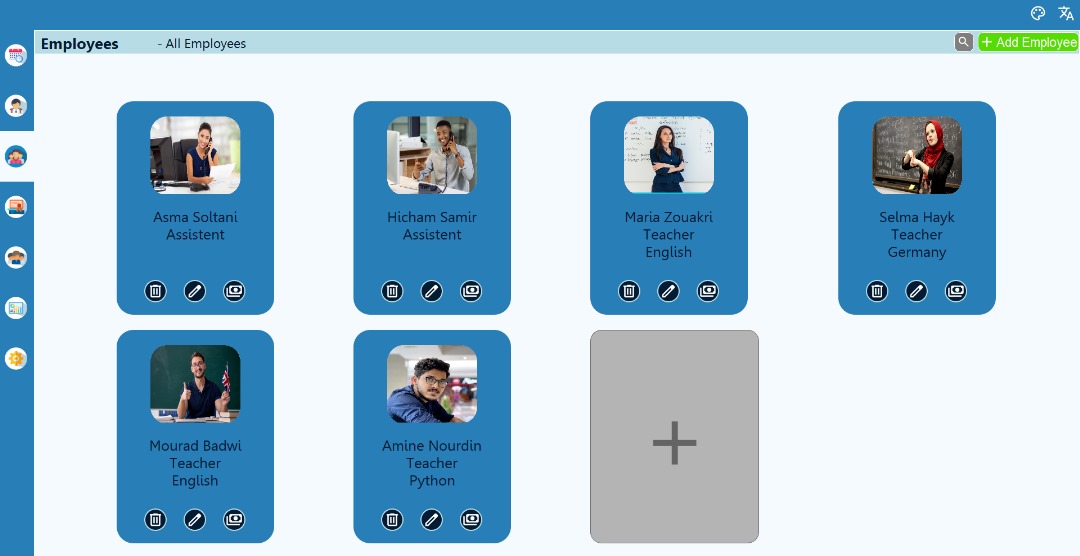 Employees - All Employees + Add Employee
Asma Soltani
Assistent
Hicham Samir
Assistent
Maria Zouakri
Teacher
English
Selma Hayk
Teacher
Germany
Mourad Badwi
Teacher
English
Amine Nourdin
Teacher
Python